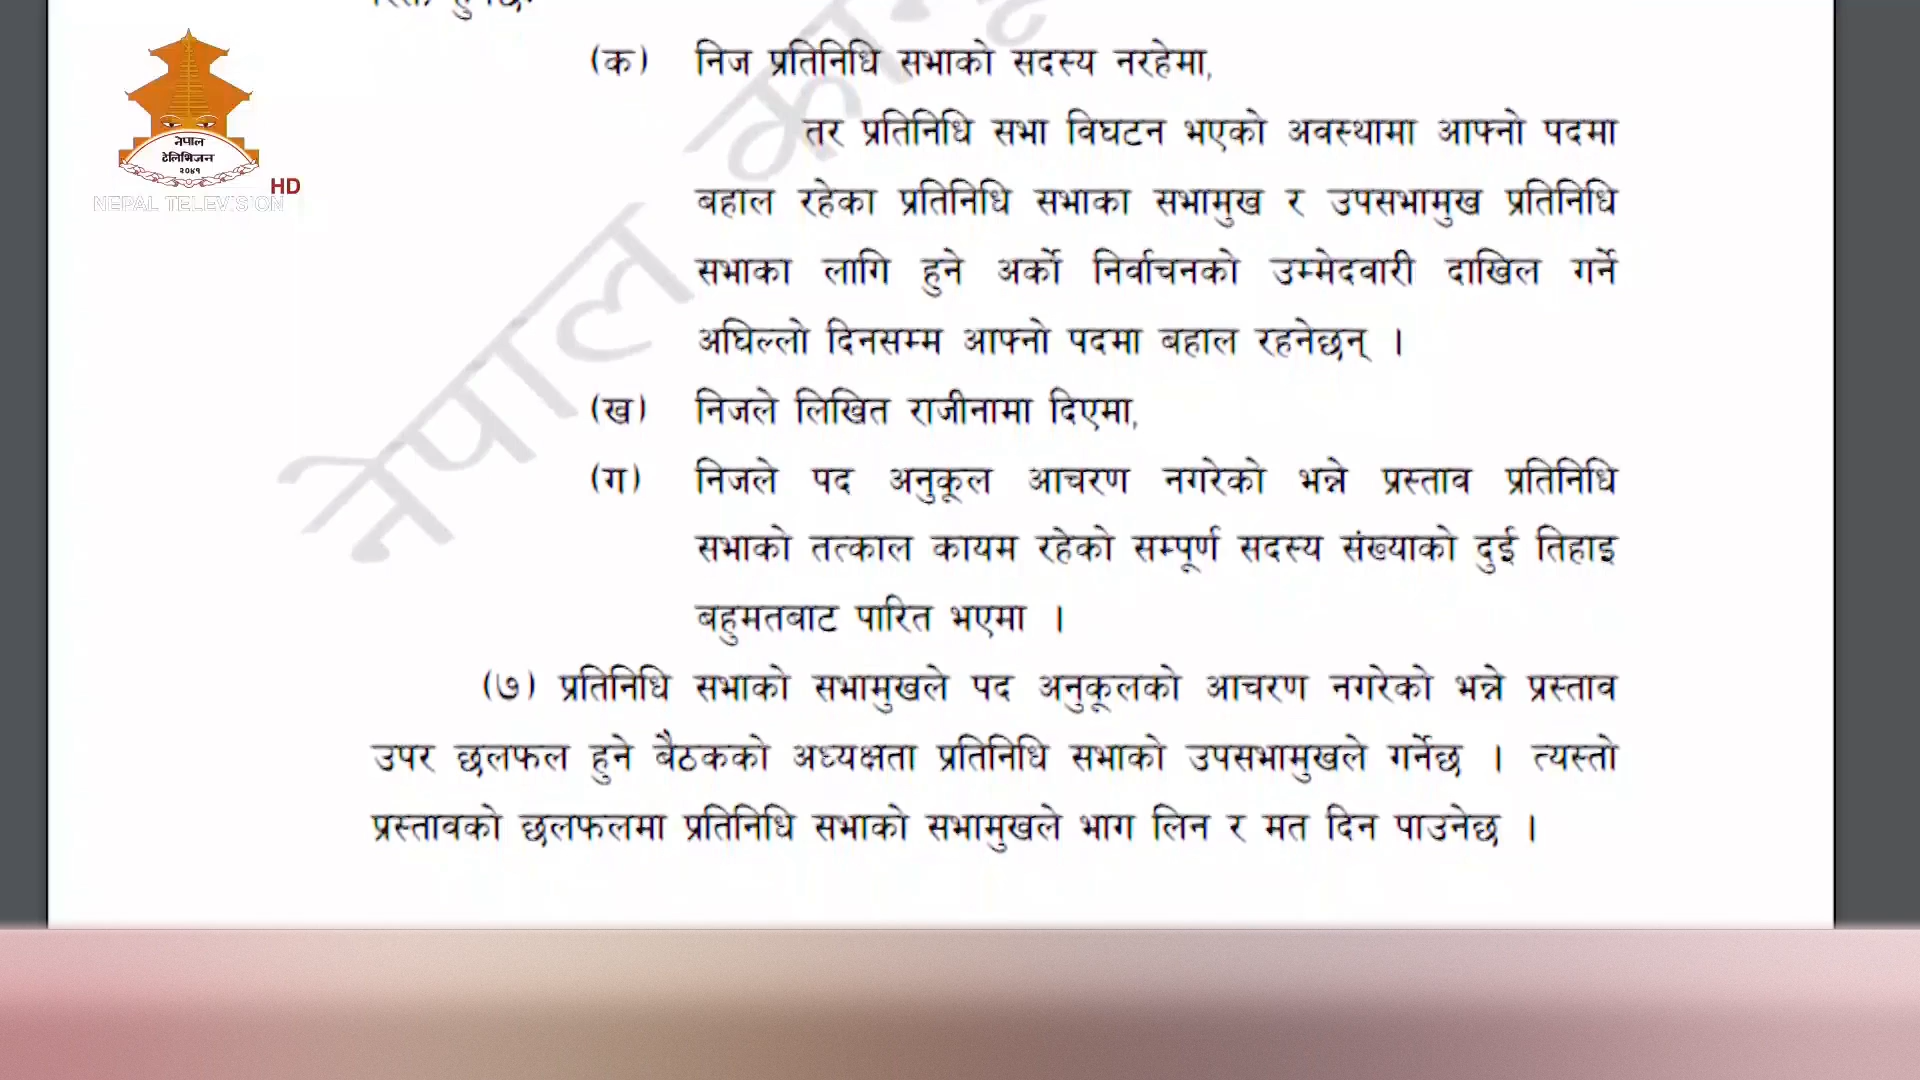 रिक्त हुनेछः
(क) निज प्रतिनिधि सभाको सदस्य नरहेमा,
तर प्रतिनिधि सभा विघटन भएको अवस्थामा आफ्नो पदमा
बहाल रहेका प्रतिनिधि सभाका सभामुख र उपसभामुख प्रतिनिधि
सभाका लागि हुने अर्को निर्वाचनको उम्मेदवारी दाखिल गर्ने
अघिल्लो दिनसम्म आफ्नो पदमा बहाल रहनेछन् ।
(ख) निजले लिखित राजीनामा दिएमा,
(ग) निजले पद अनुकूल आचरण नगरेको भन्ने प्रस्ताव प्रतिनिधि
सभाको तत्काल कायम रहेको सम्पूर्ण सदस्य संख्याको दुई तिहाइ
बहुमतबाट पारित भएमा ।
(७) प्रतिनिधि सभाको सभामुखले पद अनुकूलको आचरण नगरेको भन्ने प्रस्ताव
उपर छलफल हुने बैठकको अध्यक्षता प्रतिनिधि सभाको उपसभामुखले गर्नेछ । त्यस्तो
प्रस्तावको छलफलमा प्रतिनिधि सभाको सभामुखले भाग लिन र मत दिन पाउनेछ ।
नेपाल
नेपाल
टेलिभिजन
२०४१
HD
NEPAL TELEVISION